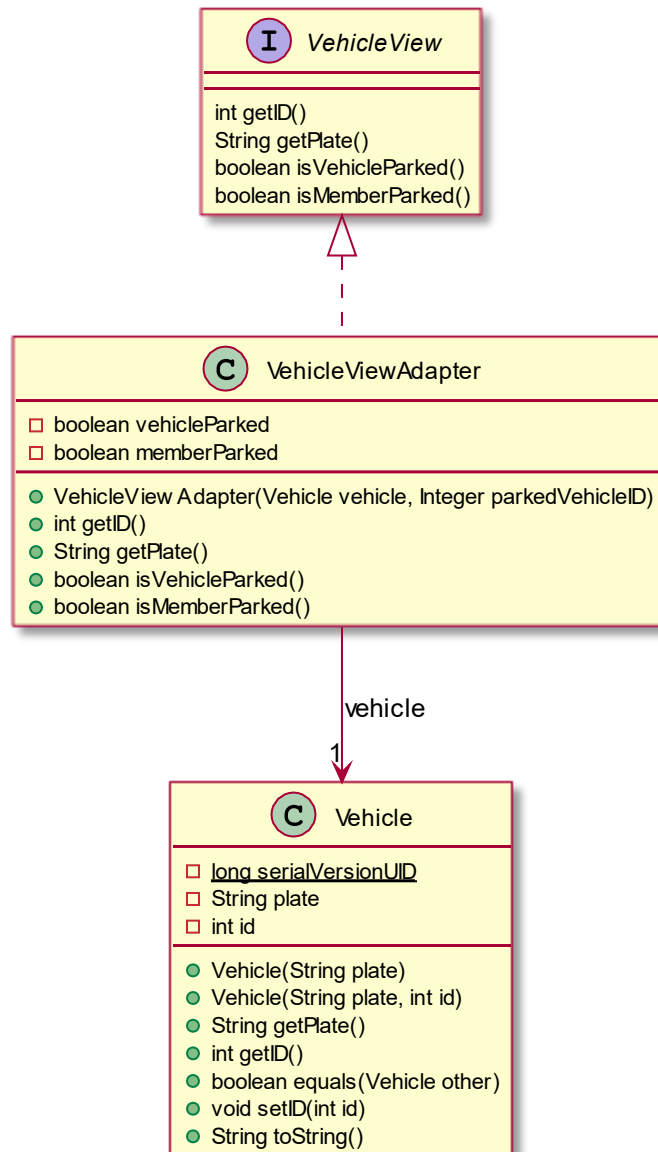 I VehicleView
int getID()
String getPlate()
boolean isVehicleParked()
boolean isMemberParked()
C VehicleViewAdapter
boolean vehicleParked
boolean memberParked
VehicleView Adapter(Vehicle vehicle, Integer parkedVehicleID)
int getID()
String getPlate()
boolean isVehicleParked()
boolean isMemberParked()
vehicle
1
C Vehicle
long serialVersionUID
String plate
int id
Vehicle(String plate)
Vehicle(String plate, int id)
String getPlate()
int getID()
boolean equals(Vehicle other)
void setID(int id)
String toString()